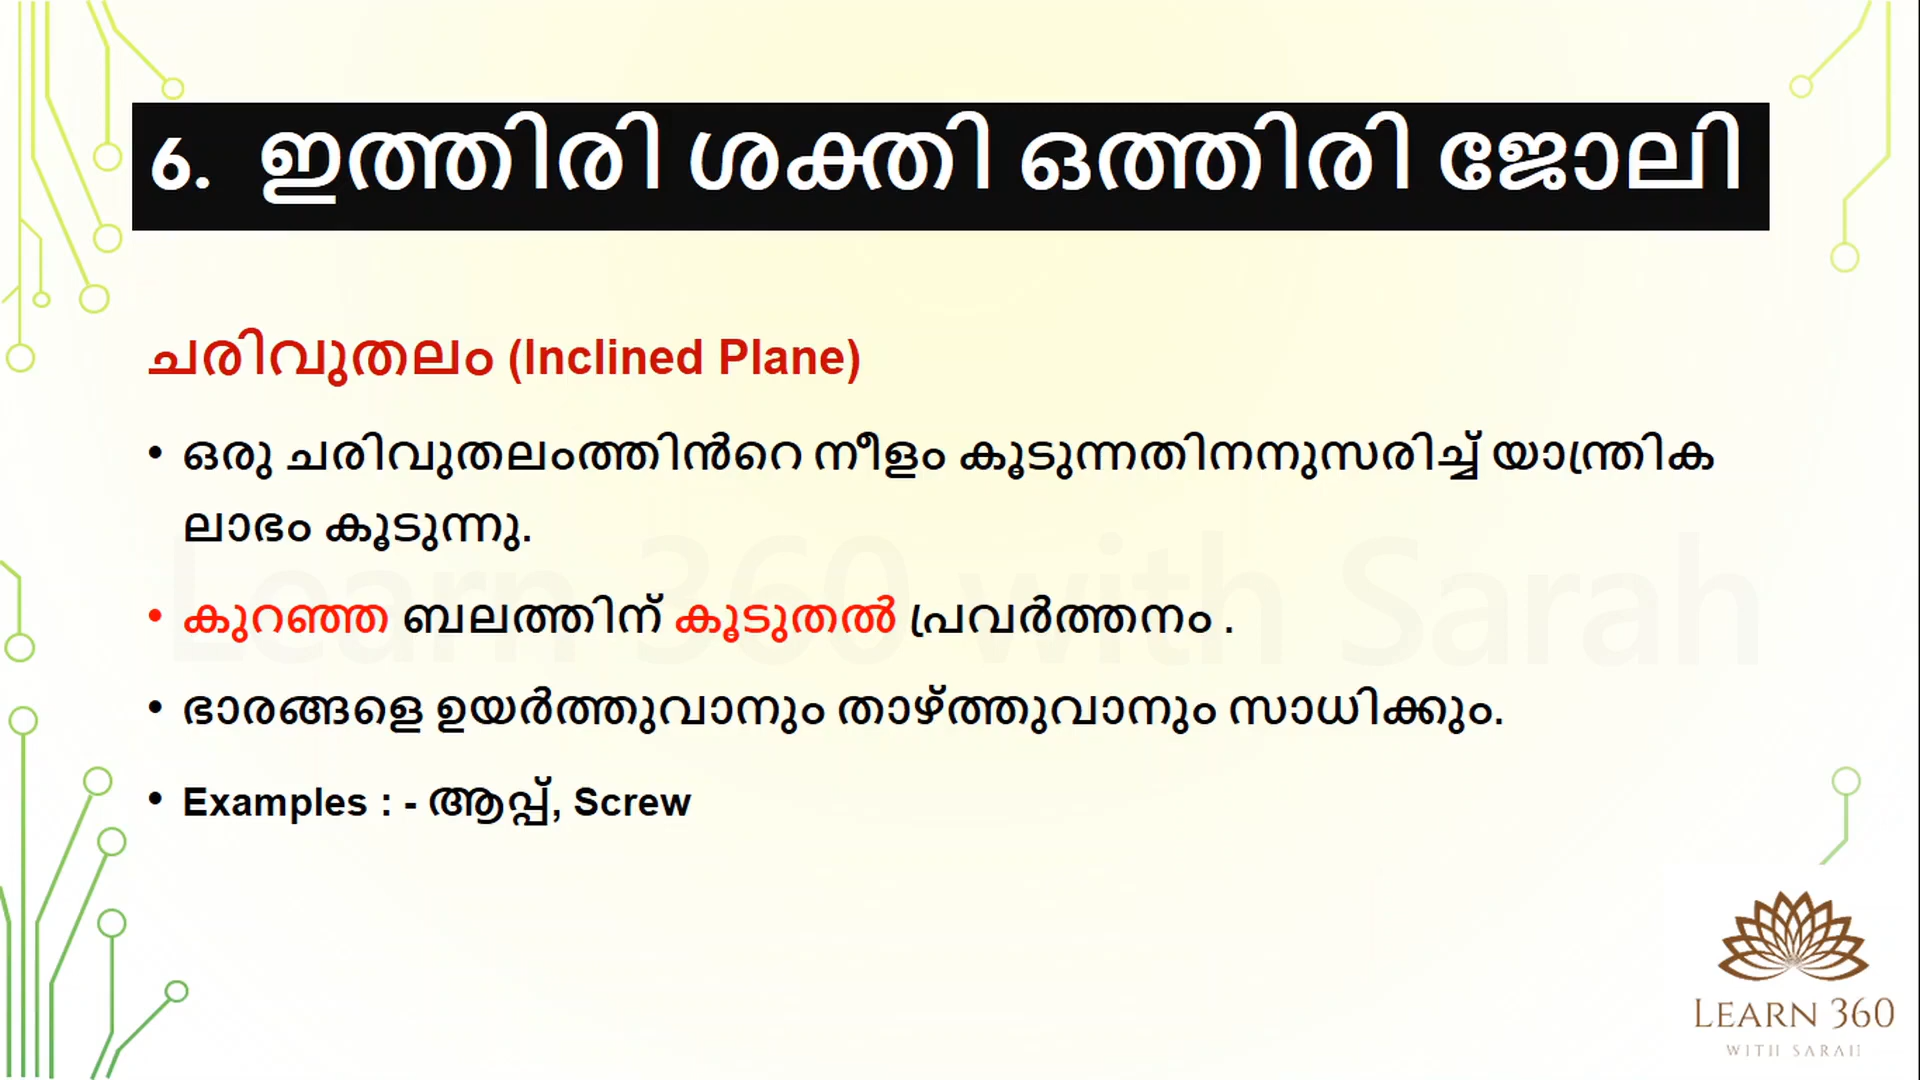 6. ഇത്തിരി ശക്തി ഒത്തിരി ജോലി
ചരിവുതലം (Inclined Plane)
• ഒരു ചരിവുതലംത്തിൻറെ നീളം കൂടുന്നതിനനുസരിച്ച് യാന്ത്രിക
ലാഭം കൂടുന്നു.
• കുറഞ്ഞ ബലത്തിന് കൂടുതൽ പ്രവർത്തനം .
• ഭാരങ്ങളെ ഉയർത്തുവാനും താഴ്ത്തുവാനും സാധിക്കും.
• Examples : - ആപ്പ്, Screw
Learn 360 with Sarah
LEARN 360
WITH SARAH